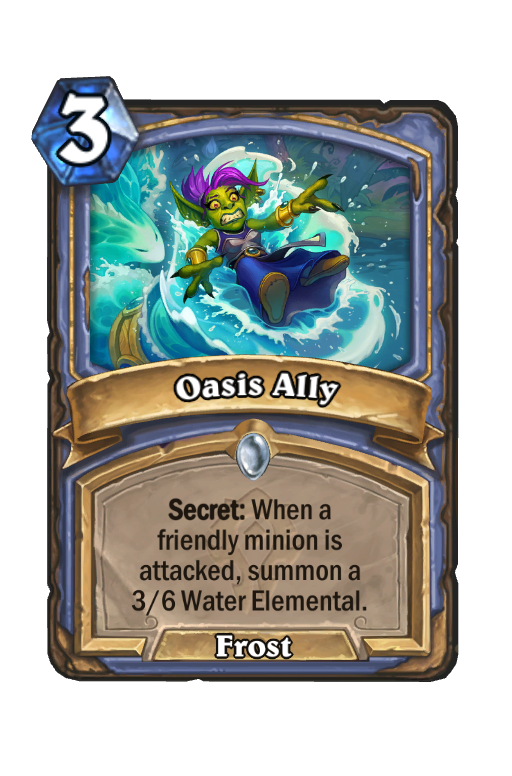 3
Oasis Ally
Secret: When a
friendly minion is
attacked, summon a
3/6 Water Elemental.
Frost